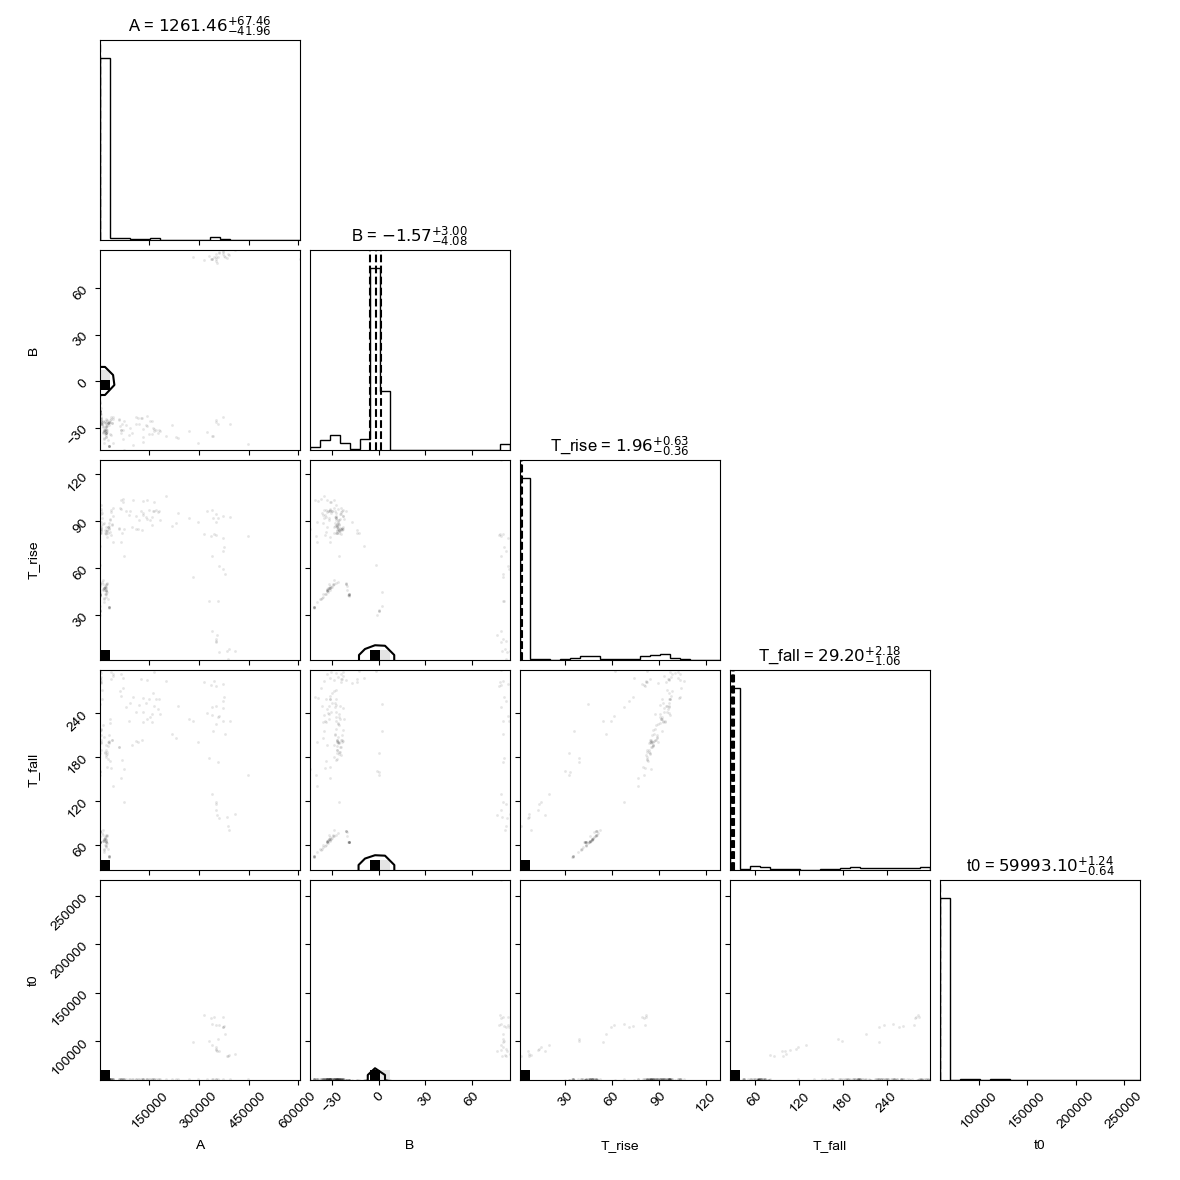 A = 1261.46+67.46−41.96
B = −1.57+3.00−4.08
60
30
0
−30
B
T_rise = 1.96+0.63−0.36
120
90
60
30
T_rise
T_fall = 29.20+2.18−1.06
240
180
120
60
T_fall
t0 = 59993.10+1.24−0.64
250000
200000
150000
100000
t0
150000
300000
450000
600000
−30
0
30
60
30
60
90
120
60
120
180
240
100000
150000
200000
250000
A
B
T_rise
T_fall
t0